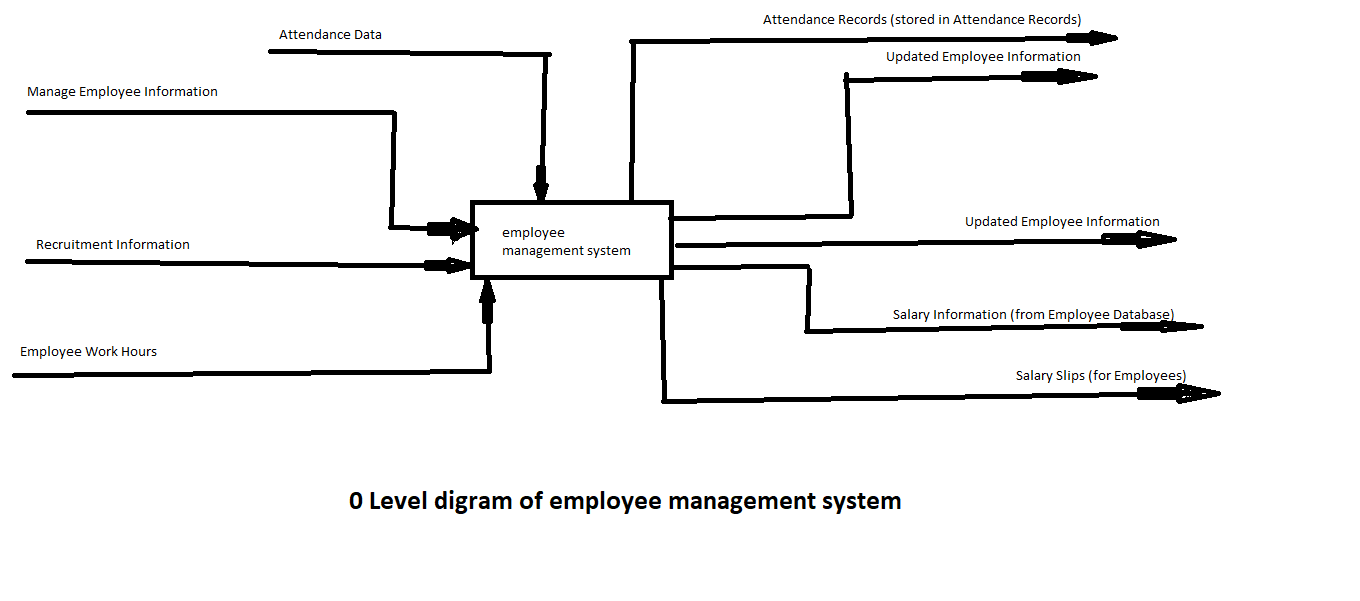 Attendance Records (stored in Attendance Records)
Attendance Data
Updated Employee Information
Manage Employee Information
Updated Employee Information
employee
management system
Recruitment Information
Salary Information (from Employee Database)
Employee Work Hours
Salary Slips (for Employees)
0 Level digram of employee management system